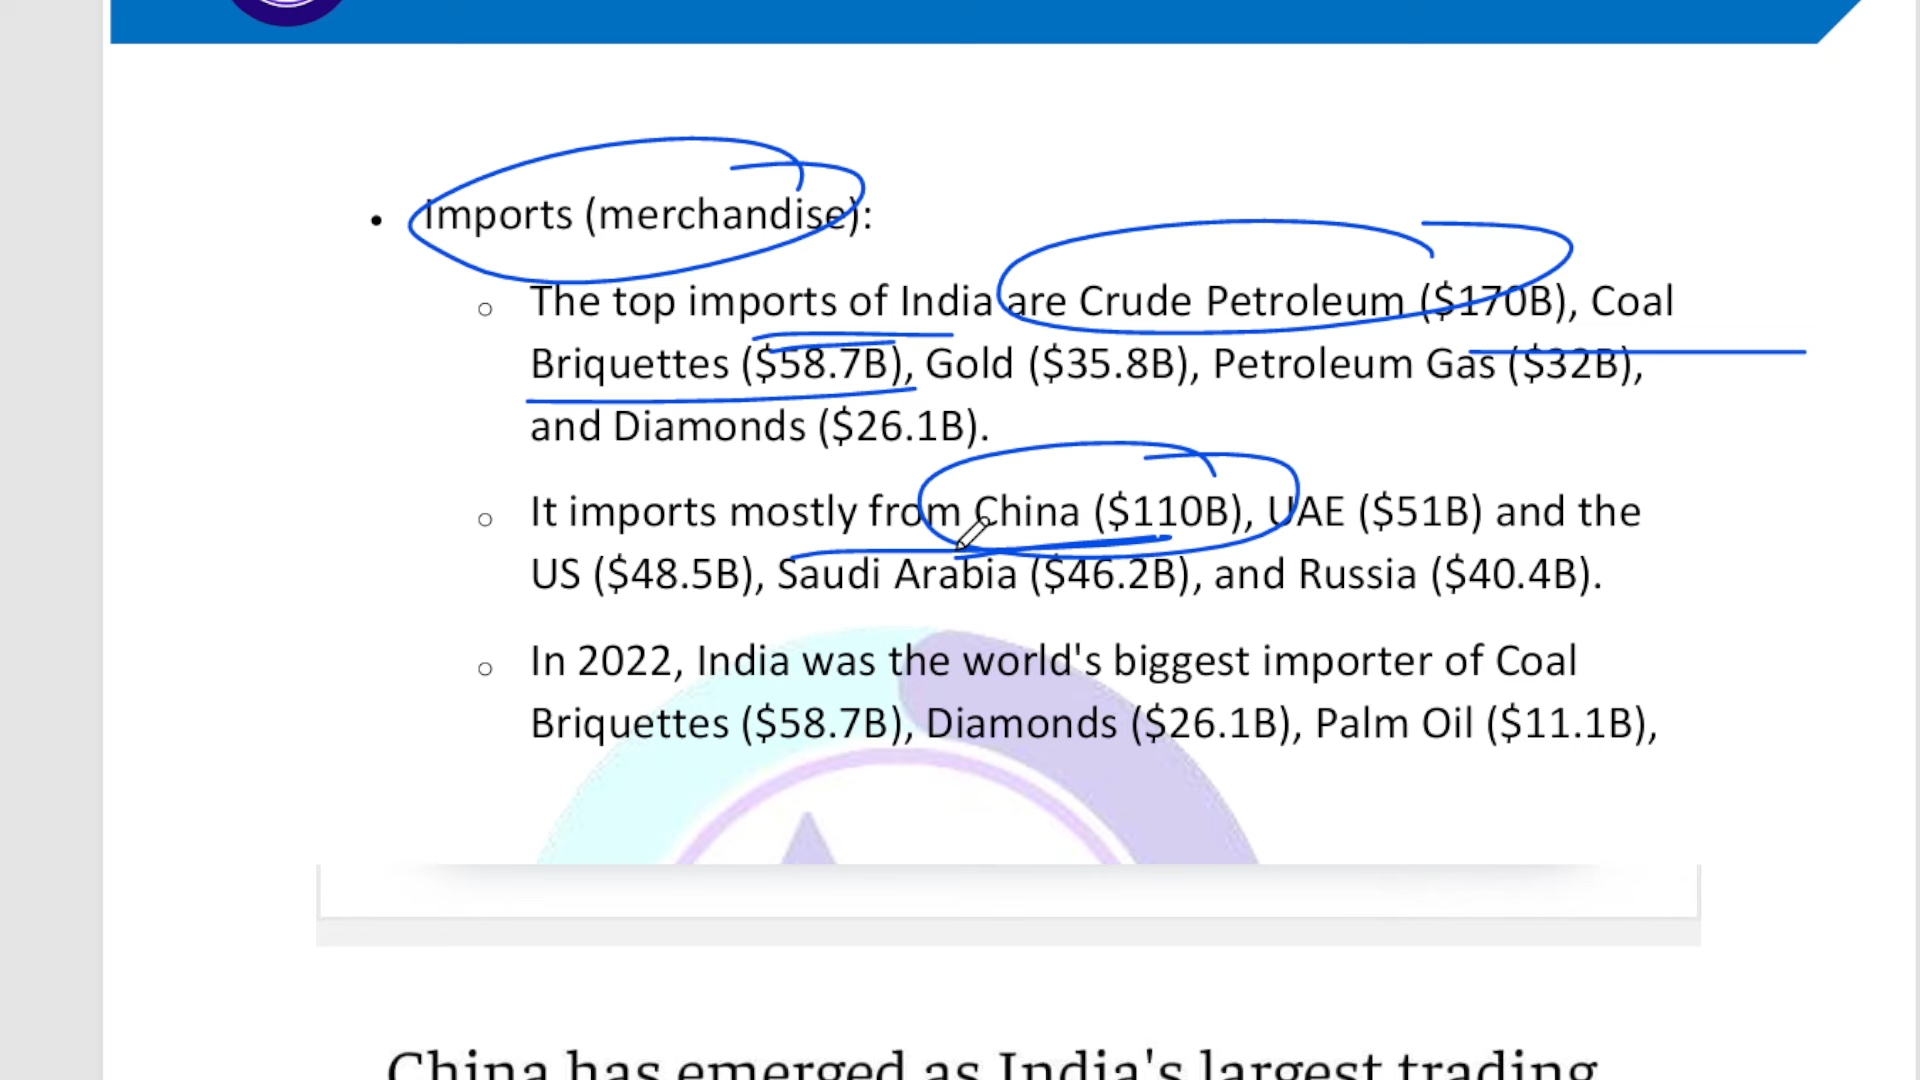 • Imports (merchandise):
○ The top imports of India are Crude Petroleum ($170B), Coal
Briquettes ($58.7B), Gold ($35.8B), Petroleum Gas ($32B),
and Diamonds ($26.1B).
○ It imports mostly from China ($110B), UAE ($51B) and the
US ($48.5B), Saudi Arabia ($46.2B), and Russia ($40.4B).
○ In 2022, India was the world's biggest importer of Coal
Briquettes ($58.7B), Diamonds ($26.1B), Palm Oil ($11.1B),
China has emerged as India's largest trading